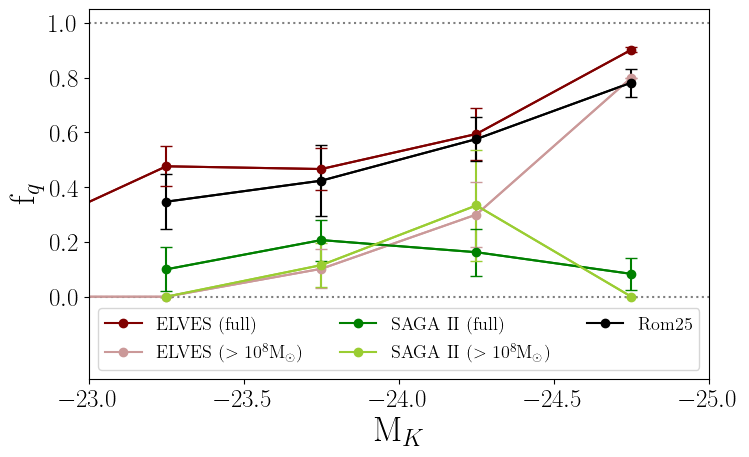 1.0
0.8
0.6
0.4
0.2
0.0
f_q
ELVES (full)
ELVES (> 10^8 M_⊙)
SAGA II (full)
SAGA II (> 10^8 M_⊙)
Rom25
−23.0 −23.5 −24.0 −24.5 −25.0
M_K